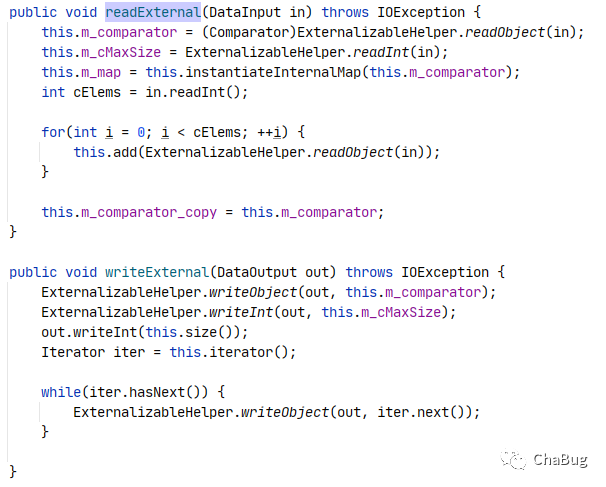 public void readExternal(DataInput in) throws IOException {
    this.m_comparator = (Comparator)ExternalizableHelper.readObject(in);
    this.m_cMaxSize = ExternalizableHelper.readInt(in);
    this.m_map = this.instantiateInternalMap(this.m_comparator);
    int cElems = in.readInt();
    for(int i = 0; i < cElems; ++i) {
        this.add(ExternalizableHelper.readObject(in));
    }
    this.m_comparator_copy = this.m_comparator;
}
public void writeExternal(DataOutput out) throws IOException {
    ExternalizableHelper.writeObject(out, this.m_comparator);
    ExternalizableHelper.writeInt(out, this.m_cMaxSize);
    out.writeInt(this.size());
    Iterator iter = this.iterator();
    while(iter.hasNext()) {
        ExternalizableHelper.writeObject(out, iter.next());
    }
}
ChaBug